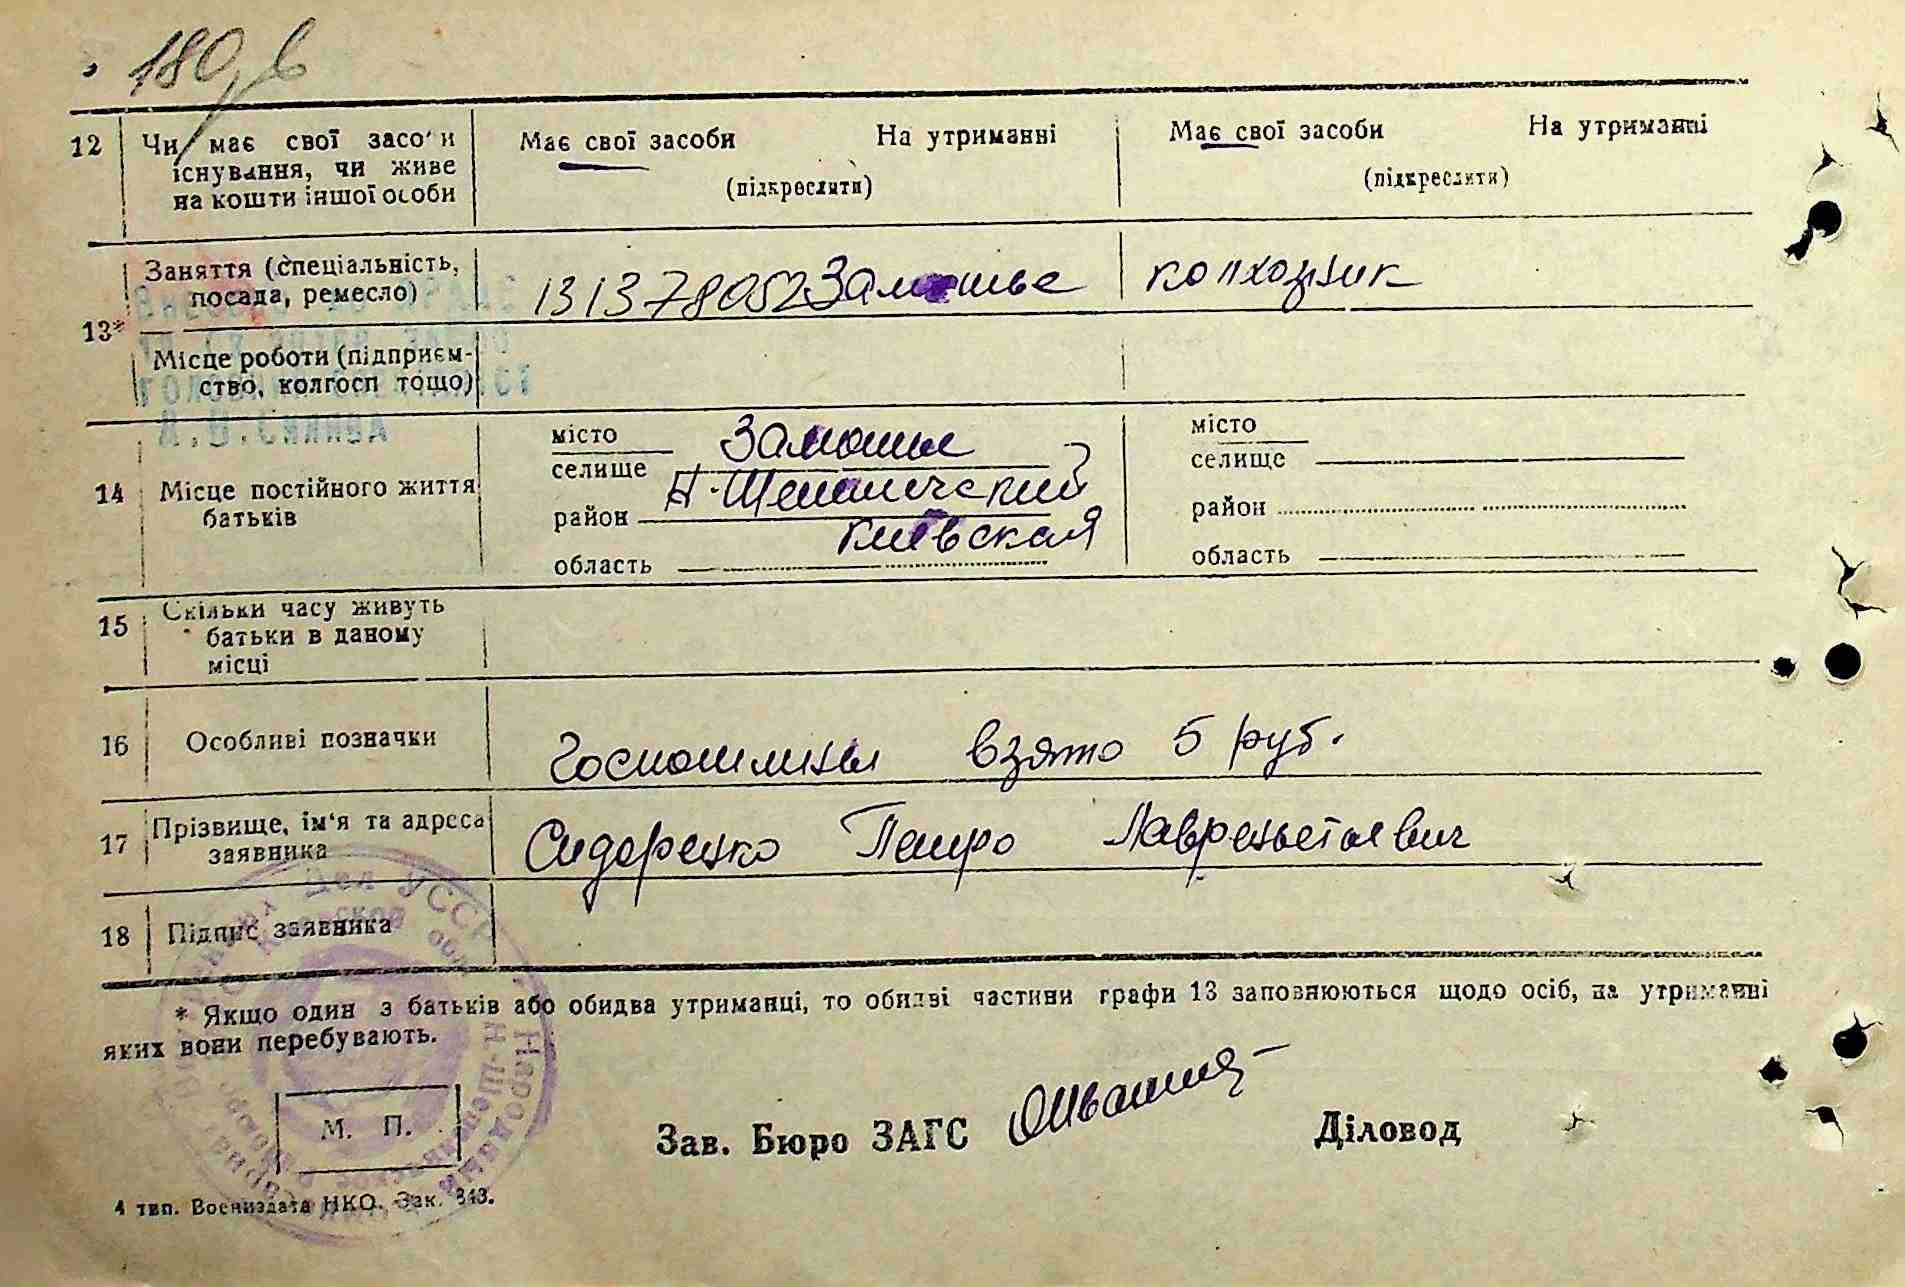 180
12 Чи має свої засоби існування, чи живе на кошти іншої особи
Має свої засоби На утриманні
(підкреслити)
Має свої засоби На утриманні
(підкреслити)
13*
Заняття (спеціальність, посада, ремесло)
1313780523амошье колхозник
Місце роботи (підприєм-
ство, колгосп тощо)
14 Місце постійного життя
батьків
місто
селище Замошье
район Н-Шепеличский
область Киевская
місто
селище
район
область
15 Скільки часу живуть
батьки в даному
місці
16 Особливі позначки
Госпошлины взято 5 руб.
17 Прізвище, ім'я та адреса
заявника
Сидоренко Петро Лаврентьевич
18 Підпис заявника
* Якщо один з батьків або обидва утриманці, то обидві частини графи 13 заповнюються щодо осіб, на утриманні
яких вони перебувають.
М. П.
Зав. Бюро ЗАГС
Діловод
4 тип. Воениздата НКО. Зак. 843.